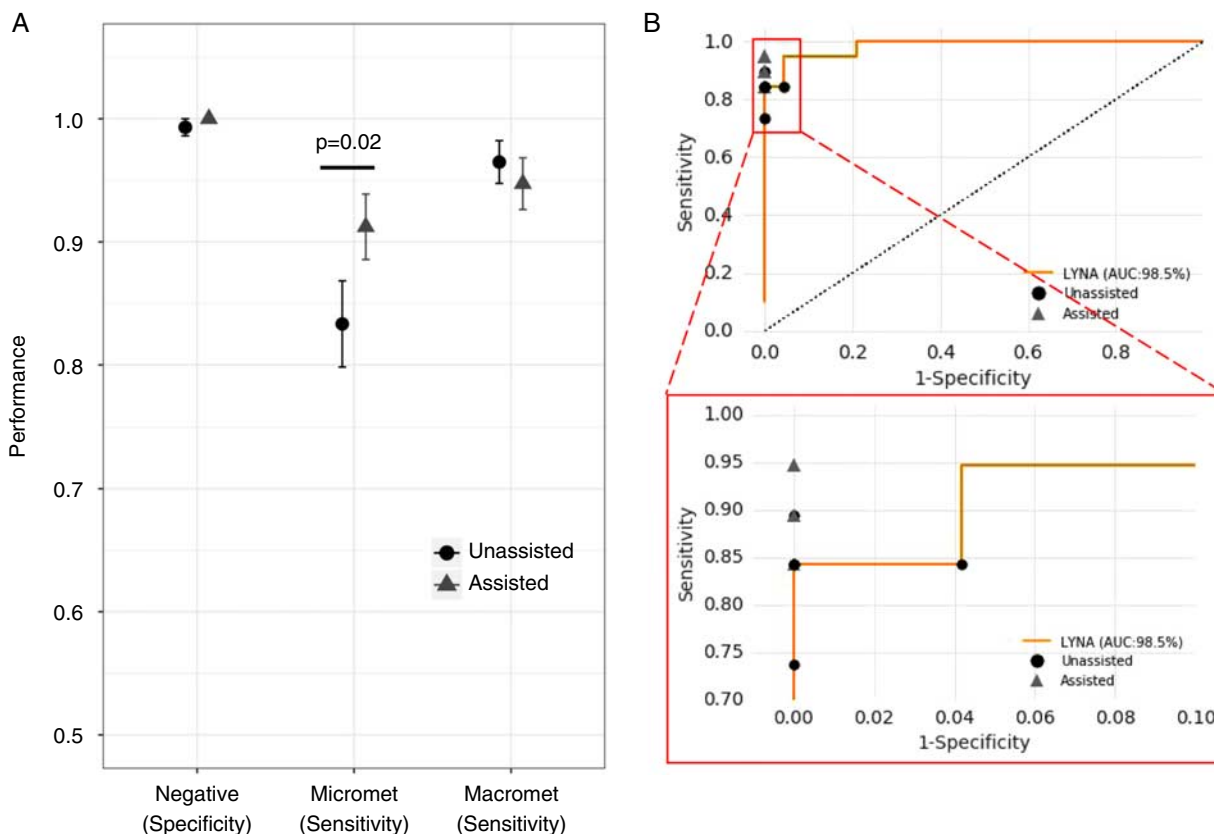 A
Performance
1.0
0.9
0.8
0.7
0.6
0.5
p=0.02
Unassisted
Assisted
Negative
(Specificity)
Micromet
(Sensitivity)
Macromet
(Sensitivity)
B
Sensitivity
1.0
0.8
0.6
0.4
0.2
0.0
LYNA (AUC:98.5%)
Unassisted
Assisted
0.0
0.2
0.4
0.6
0.8
1-Specificity
Sensitivity
1.00
0.95
0.90
0.85
0.80
0.75
0.70
LYNA (AUC:98.5%)
Unassisted
Assisted
0.00
0.02
0.04
0.06
0.08
0.10
1-Specificity